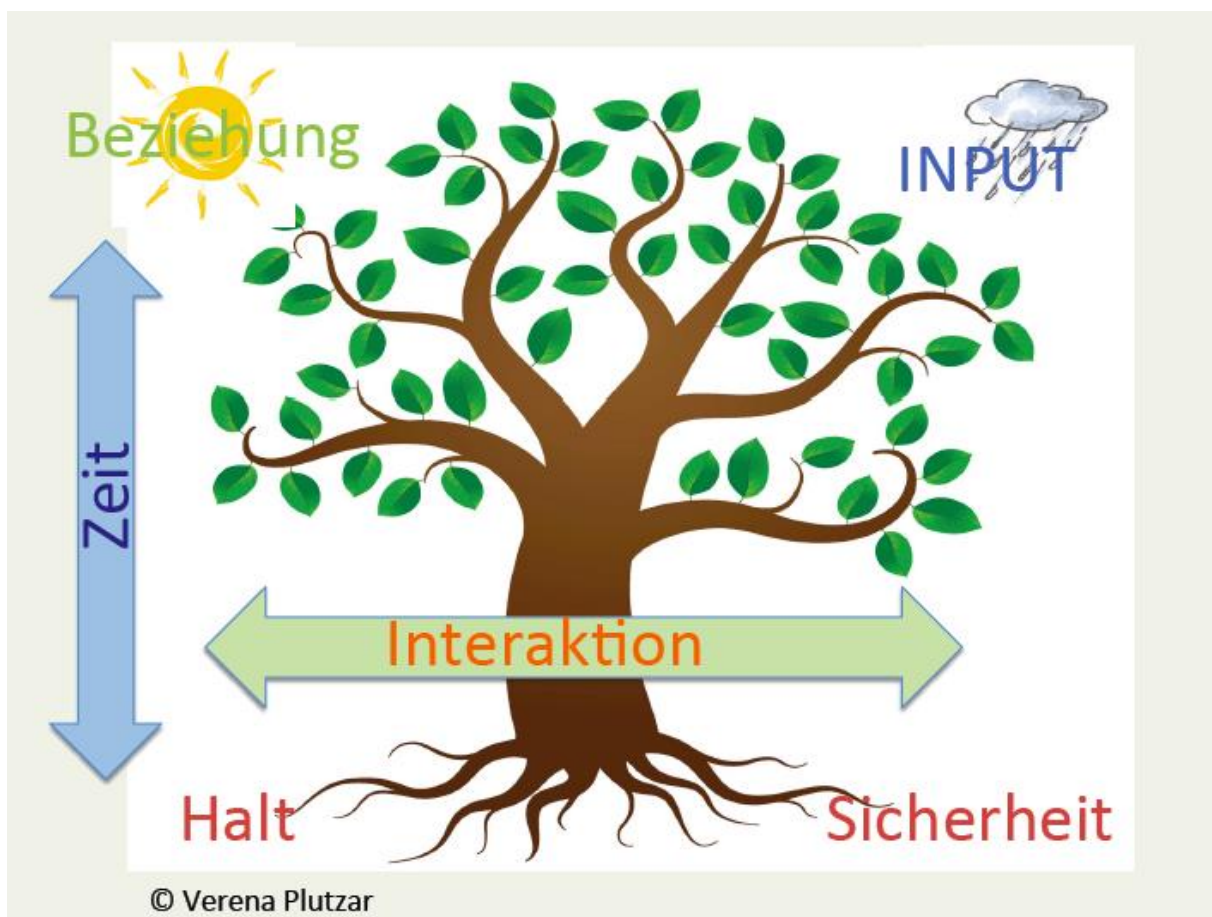 Beziehung
INPUT
Zeit
Interaktion
Halt
Sicherheit
© Verena Plutzar